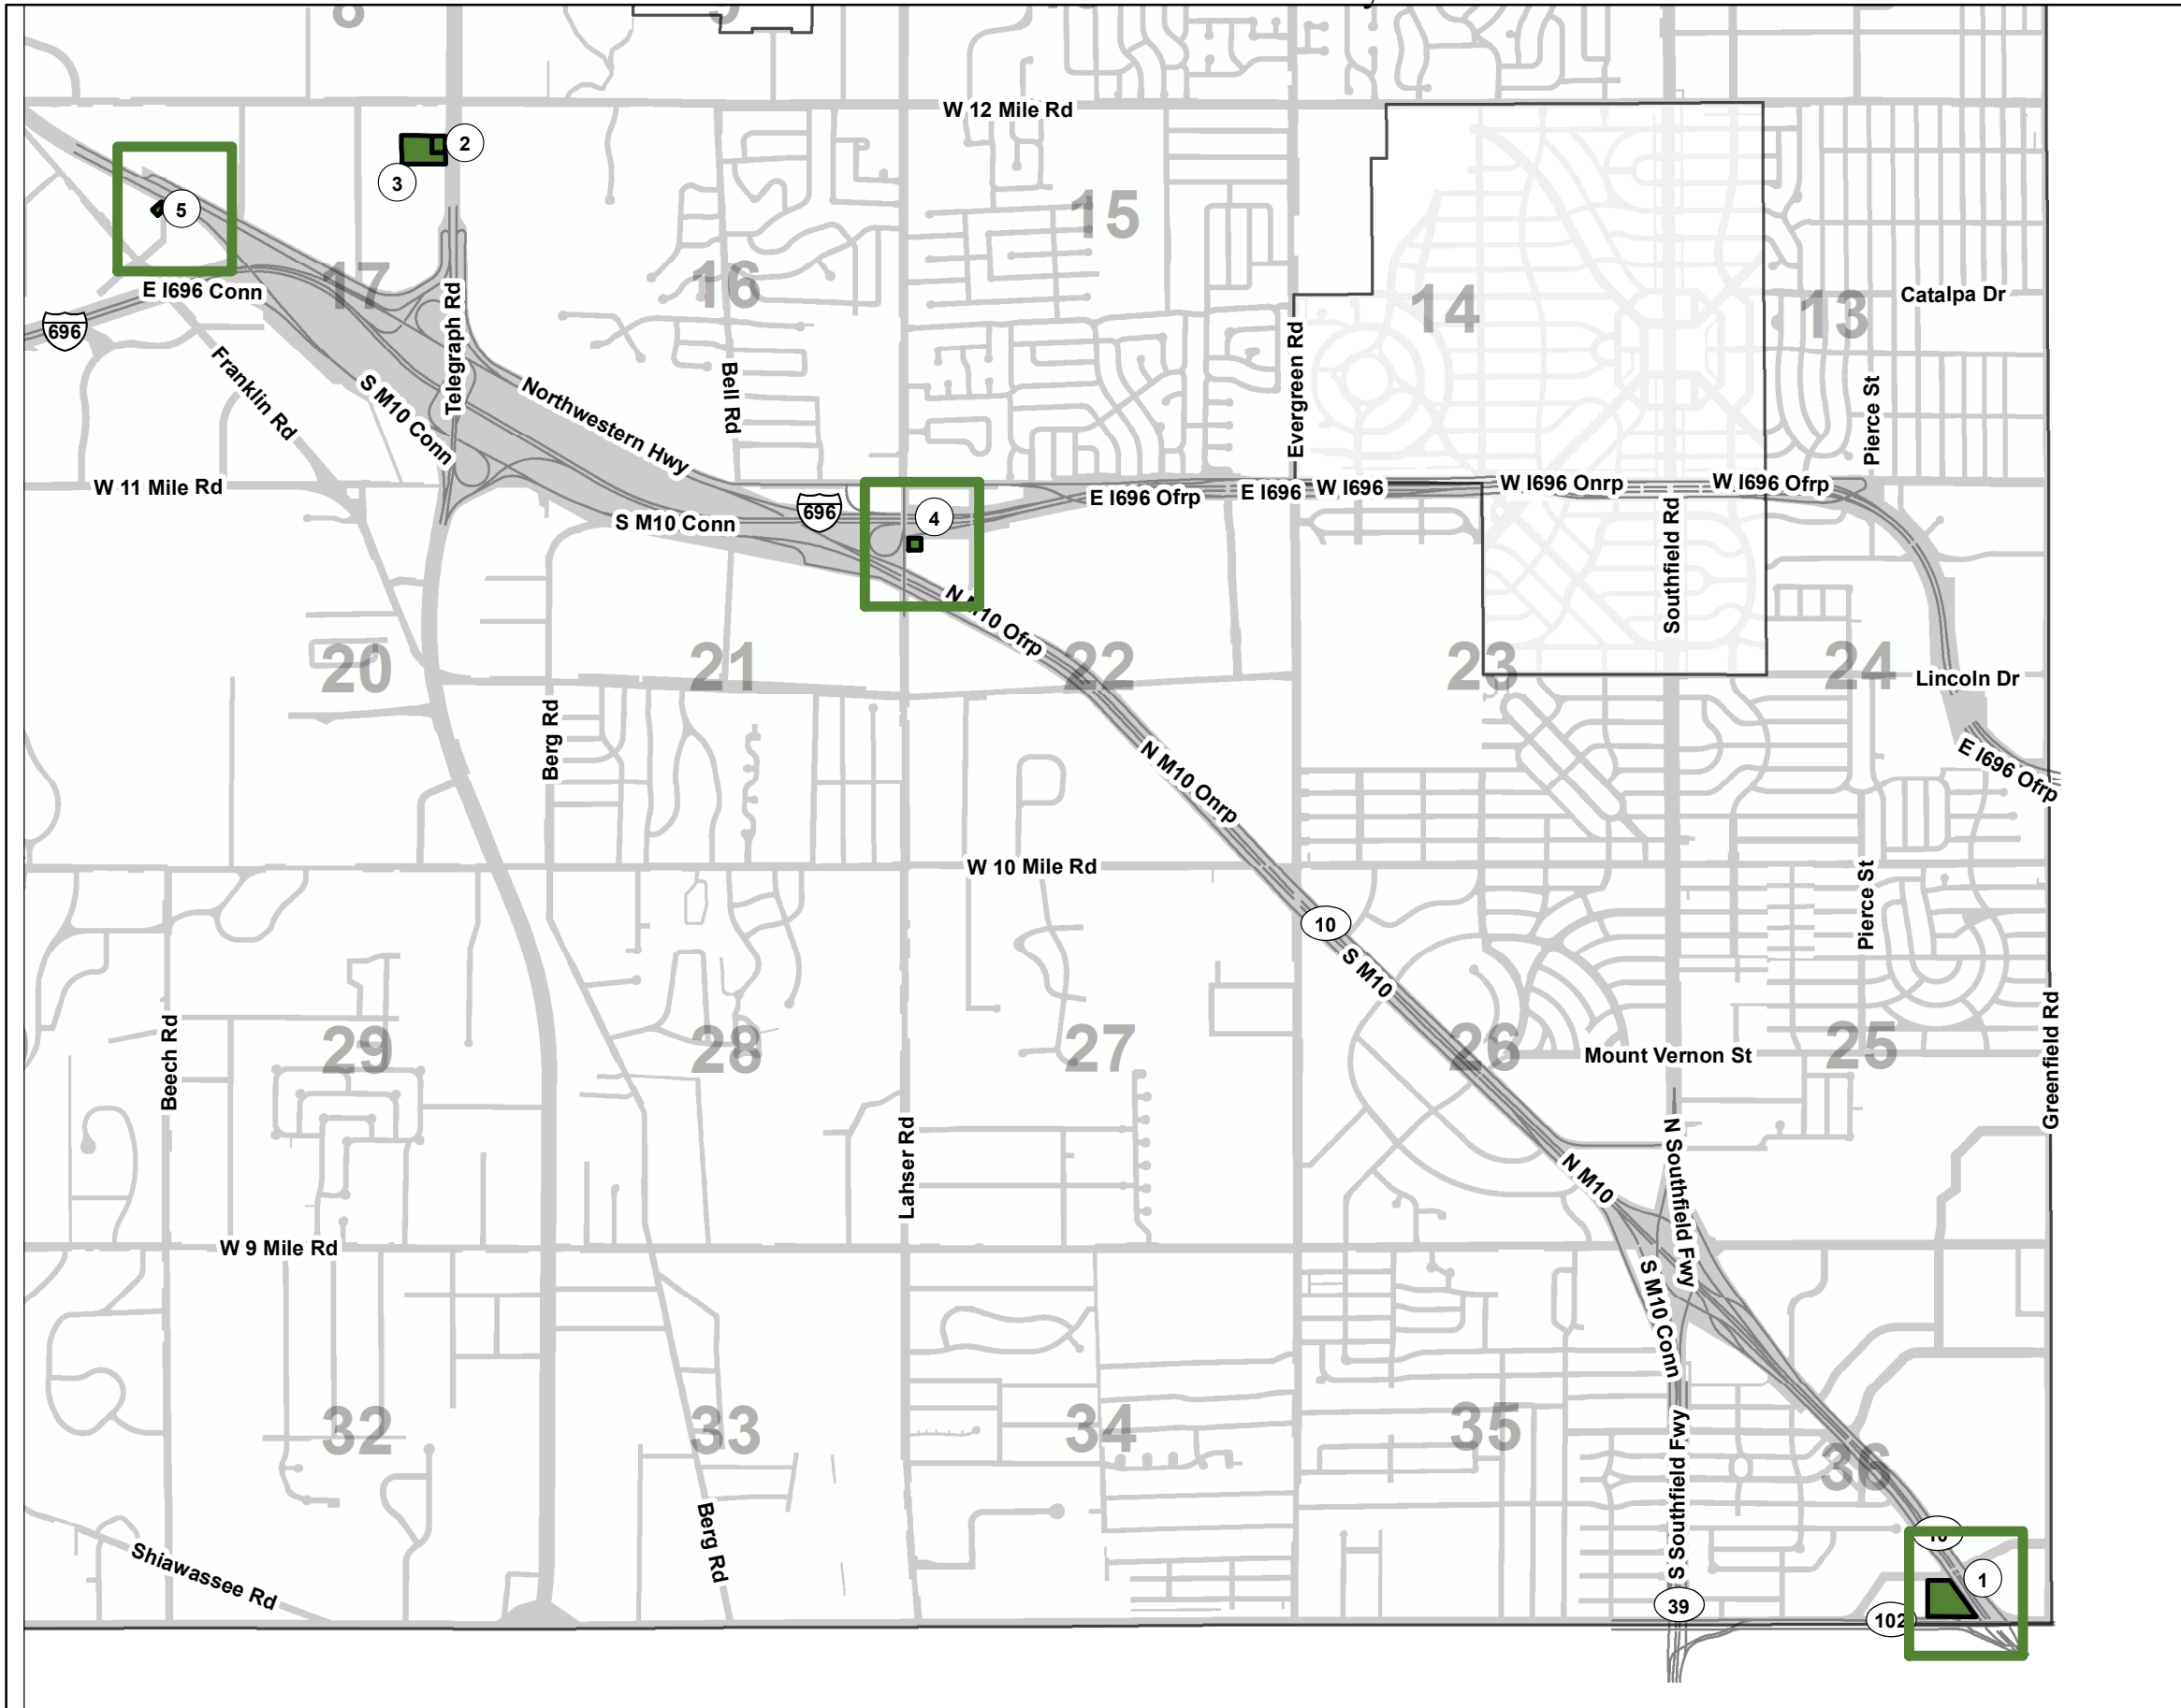 8
9
W 12 Mile Rd
2
3
5
15
17
16
14
13
E I696 Conn
696
Catalpa Dr
Telegraph Rd
Franklin Rd
S M10 Conn
Northwestern Hwy
Bell Rd
Evergreen Rd
Pierce St
W 11 Mile Rd
696
4
S M10 Conn
E I696 Ofrp
E I696
W I696
W I696 Onrp
W I696 Ofrp
Southfield Rd
N M10 Ofrp
20
21
22
23
24
Lincoln Dr
Berg Rd
N M10 Onrp
E I696 Ofrp
W 10 Mile Rd
10
S M10
Pierce St
Beech Rd
29
28
27
26
Mount Vernon St
25
Greenfield Rd
Lahser Rd
N M10
N Southfield Fwy
W 9 Mile Rd
S M10 Conn
32
33
34
35
36
S Southfield Fwy
Berg Rd
Shiawassee Rd
10
1
39
102